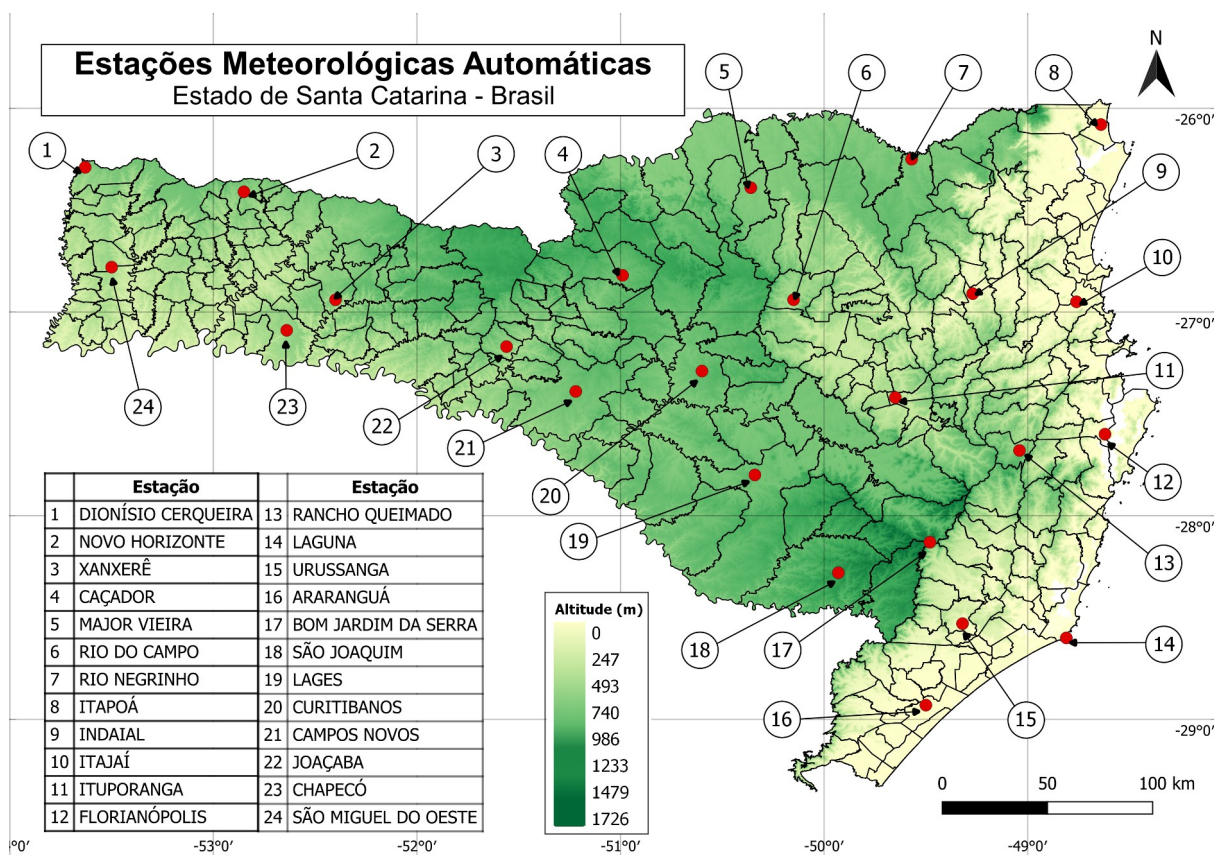 Estações Meteorológicas Automáticas
Estado de Santa Catarina - Brasil
N
1
2
3
4
5
6
7
8
9
10
11
12
13
14
15
16
17
18
19
20
21
22
23
24
-26°0'
-27°0'
-28°0'
-29°0'
Estação Estação
1 DIONÍSIO CERQUEIRA 13 RANCHO QUEIMADO
2 NOVO HORIZONTE 14 LAGUNA
3 XANXERÊ 15 URUSSANGA
4 CAÇADOR 16 ARARANGUÁ
5 MAJOR VIEIRA 17 BOM JARDIM DA SERRA
6 RIO DO CAMPO 18 SÃO JOAQUIM
7 RIO NEGRINHO 19 LAGES
8 ITAPOÁ 20 CURITIBANOS
9 INDAIAL 21 CAMPOS NOVOS
10 ITAJAÍ 22 JOAÇABA
11 ITUPORANGA 23 CHAPECÓ
12 FLORIANÓPOLIS 24 SÃO MIGUEL DO OESTE
Altitude (m)
0
247
493
740
986
1233
1479
1726
0 50 100 km
°0' -53°0' -52°0' -51°0' -50°0' -49°0'